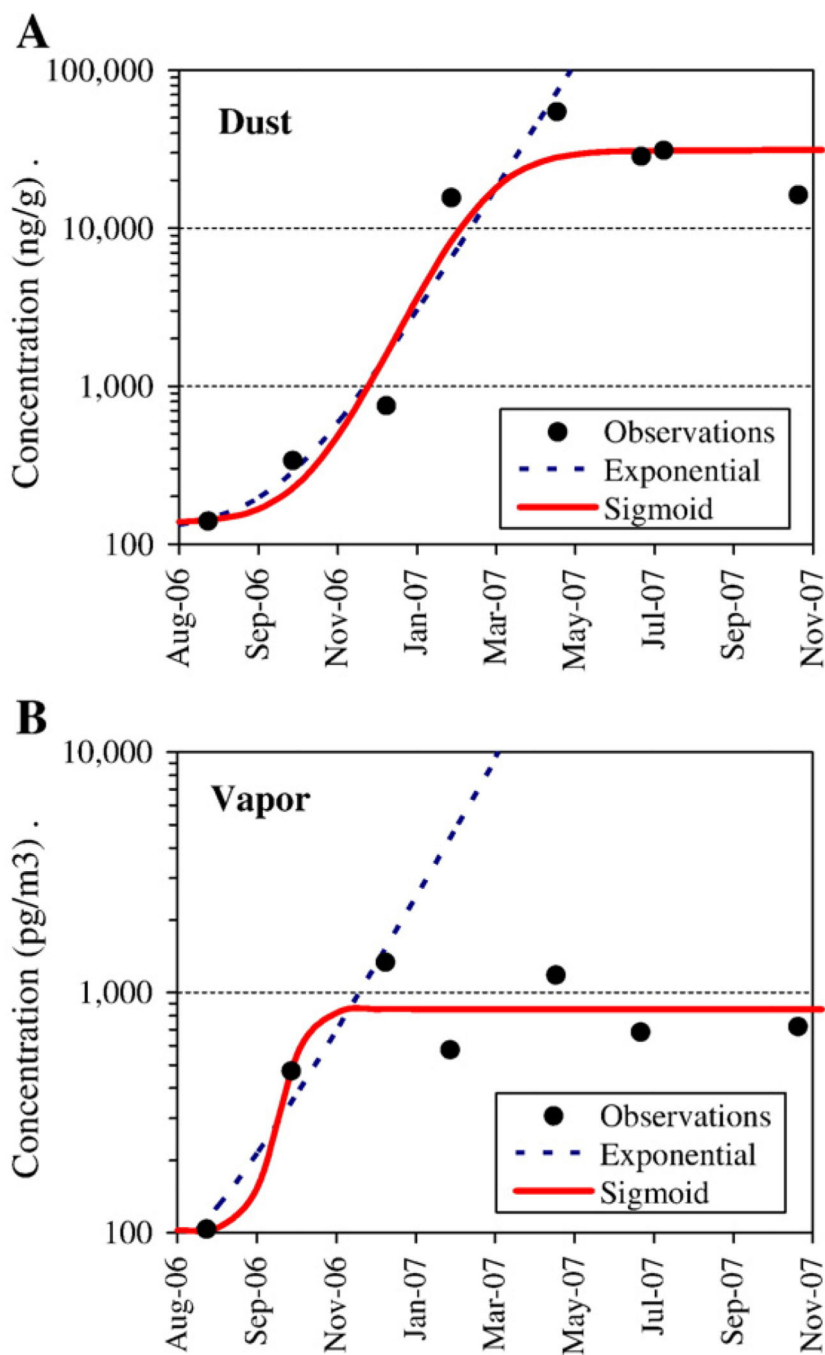 A
Dust
Concentration (ng/g) .
100,000
10,000
1,000
100
Observations
Exponential
Sigmoid
Aug-06
Sep-06
Nov-06
Jan-07
Mar-07
May-07
Jul-07
Sep-07
Nov-07
B
Vapor
Concentration (pg/m3) .
10,000
1,000
100
Observations
Exponential
Sigmoid
Aug-06
Sep-06
Nov-06
Jan-07
Mar-07
May-07
Jul-07
Sep-07
Nov-07